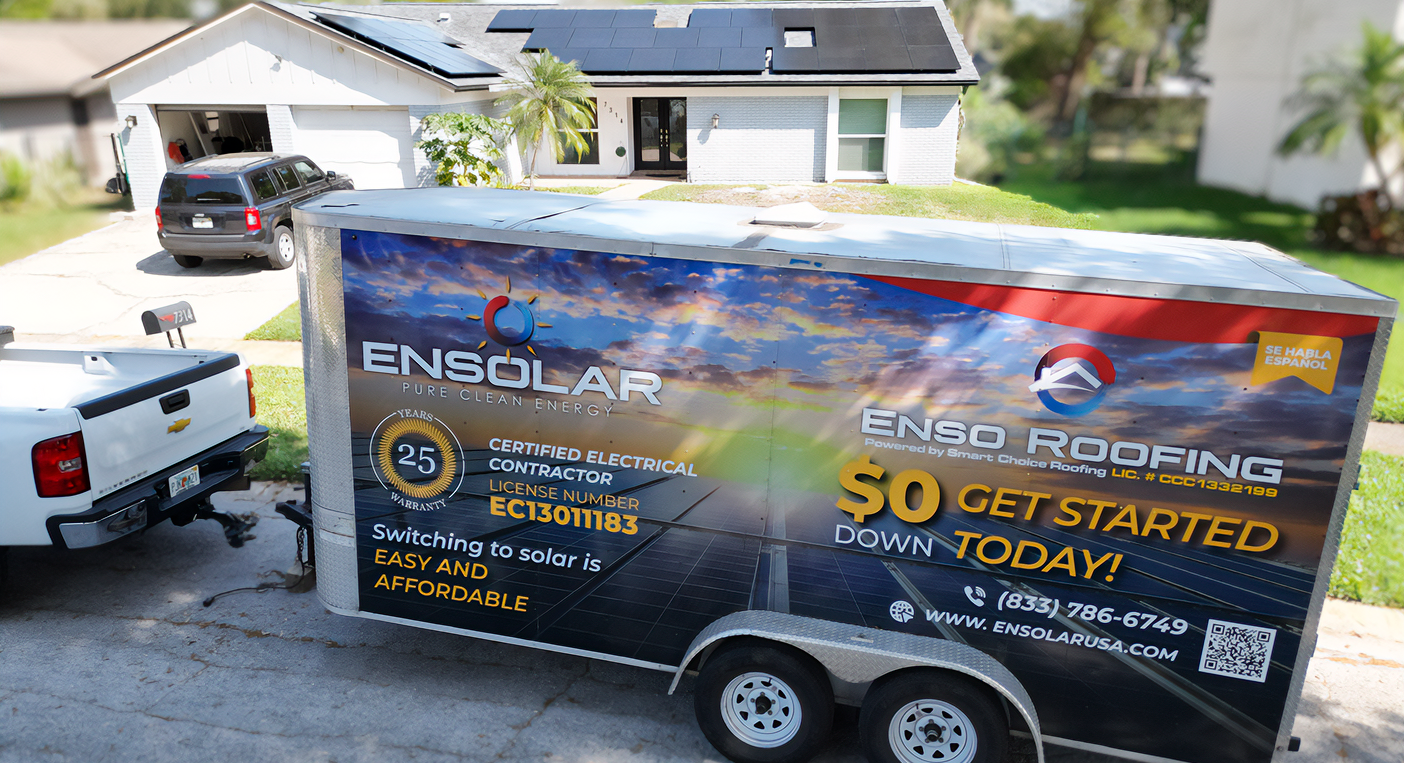 7314
7314
ENSOLAR
PURE CLEAN ENERGY
YEARS
25
WARRANTY
CERTIFIED ELECTRICAL
CONTRACTOR
LICENSE NUMBER
EC13011183
Switching to solar is
EASY AND
AFFORDABLE
SE HABLA
ESPAÑOL
ENSO ROOFING
Powered by Smart Choice Roofing LIC. # CCC1332199
$0
DOWN
GET STARTED
TODAY!
(833) 786-6749
WWW. ENSOLARUSA.COM